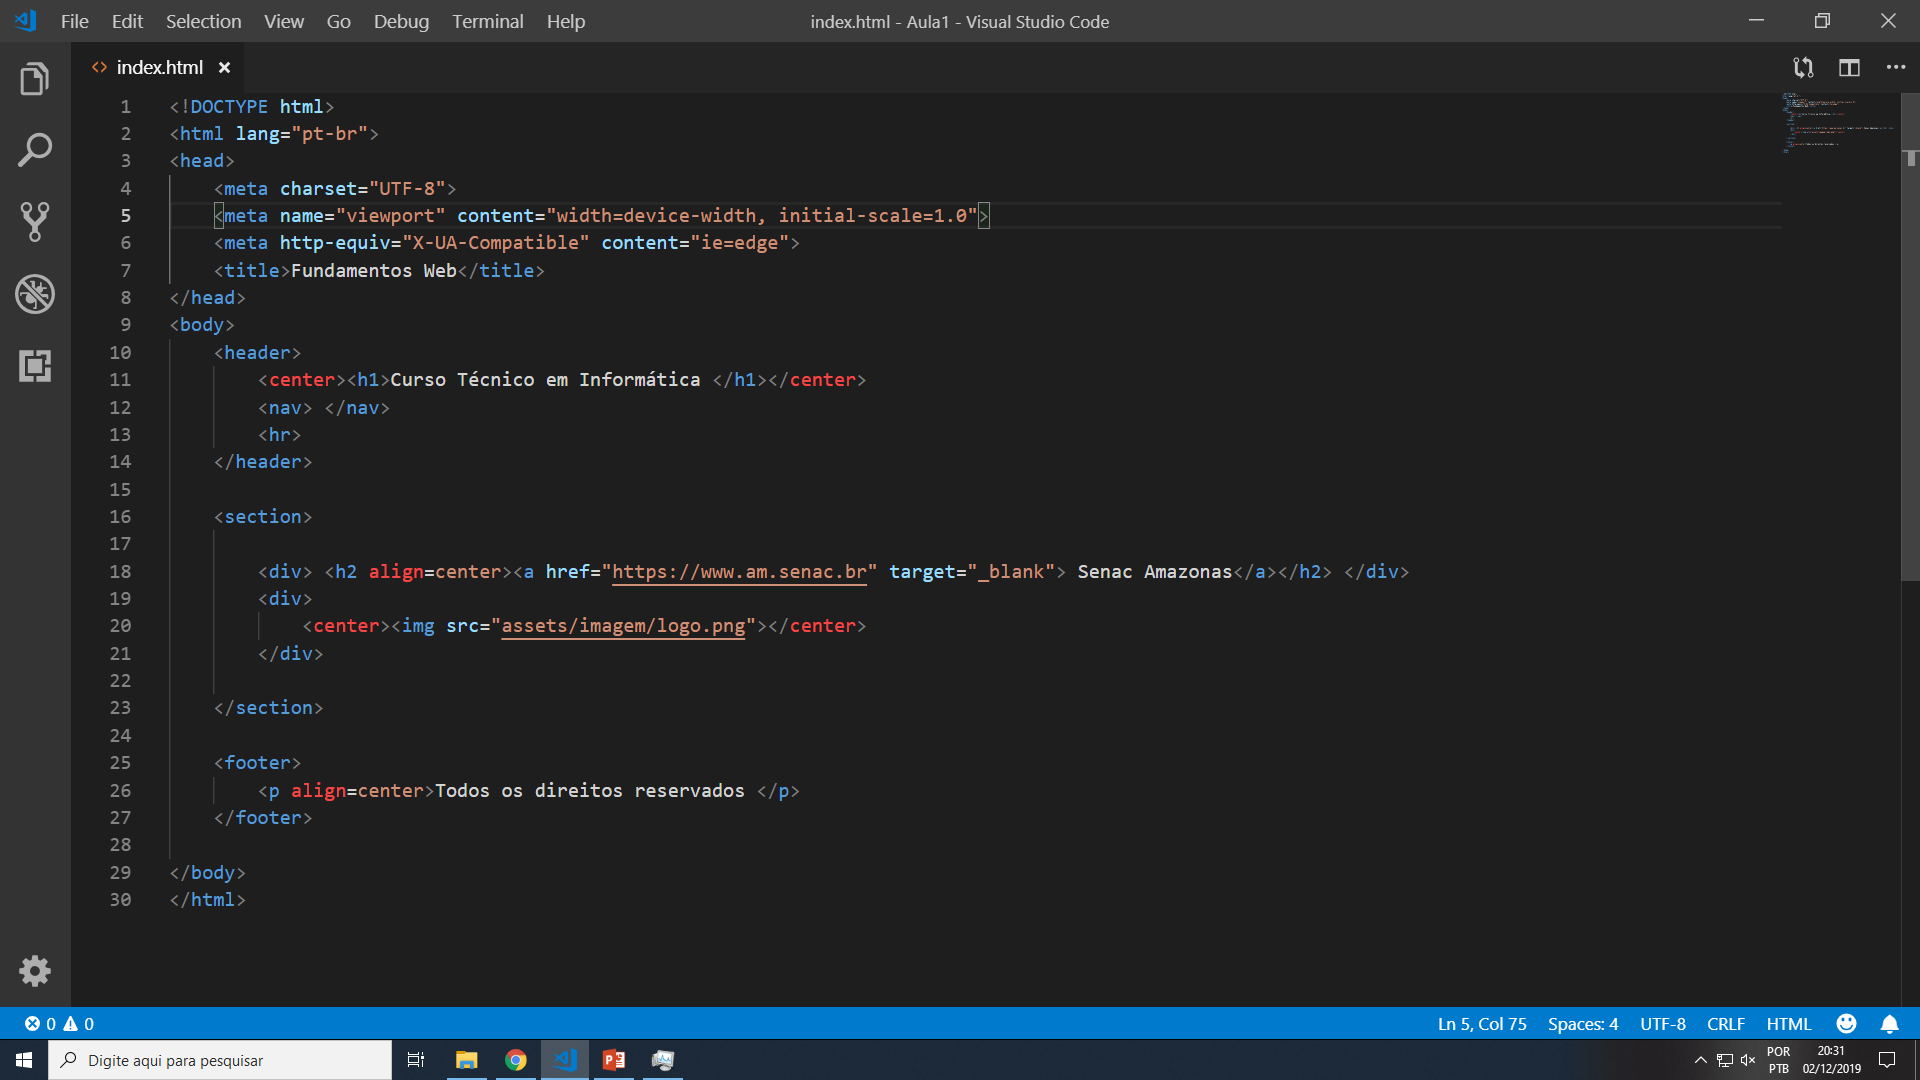 File Edit Selection View Go Debug Terminal Help
index.html - Aula1 - Visual Studio Code
<> index.html
1 <!DOCTYPE html>
2 <html lang="pt-br">
3 <head>
4     <meta charset="UTF-8">
5     <meta name="viewport" content="width=device-width, initial-scale=1.0">
6     <meta http-equiv="X-UA-Compatible" content="ie=edge">
7     <title>Fundamentos Web</title>
8 </head>
9 <body>
10     <header>
11         <center><h1>Curso Técnico em Informática </h1></center>
12         <nav> </nav>
13         <hr>
14     </header>
15
16     <section>
17
18         <div> <h2 align=center><a href="https://www.am.senac.br" target="_blank"> Senac Amazonas</a></h2> </div>
19         <div>
20             <center><img src="assets/imagem/logo.png"></center>
21         </div>
22
23     </section>
24
25     <footer>
26         <p align=center>Todos os direitos reservados </p>
27     </footer>
28
29 </body>
30 </html>
0 0
Ln 5, Col 75 Spaces: 4 UTF-8 CRLF HTML
Digite aqui para pesquisar
POR
PTB
20:31
02/12/2019